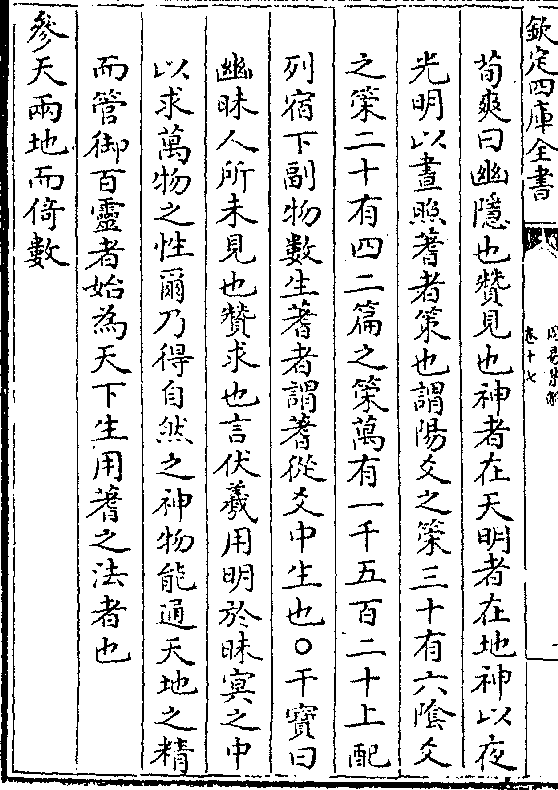 欽定四庫全書
卷十七
荀爽曰幽隱也贊見也神者在天明者在地神以夜
光明以晝照蓍者策也謂陽爻之策三十有六陰爻
之策二十有四二篇之策萬有一千五百二十上配
列宿下副物數生蓍者謂蓍從爻中生也○干寶曰
幽昧人所未見也贊求也言伏羲用明於昧冥之中
以求萬物之性爾乃得自然之神物能通天地之精
而管御百靈者始為天下生用蓍之法者也
參天兩地而倚數